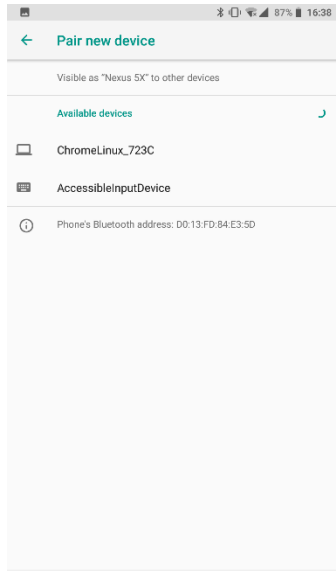 87% 16:38
Pair new device
Visible as "Nexus 5X" to other devices
Available devices
ChromeLinux_723C
AccessibleInputDevice
Phone's Bluetooth address: D0:13:FD:84:E3:5D